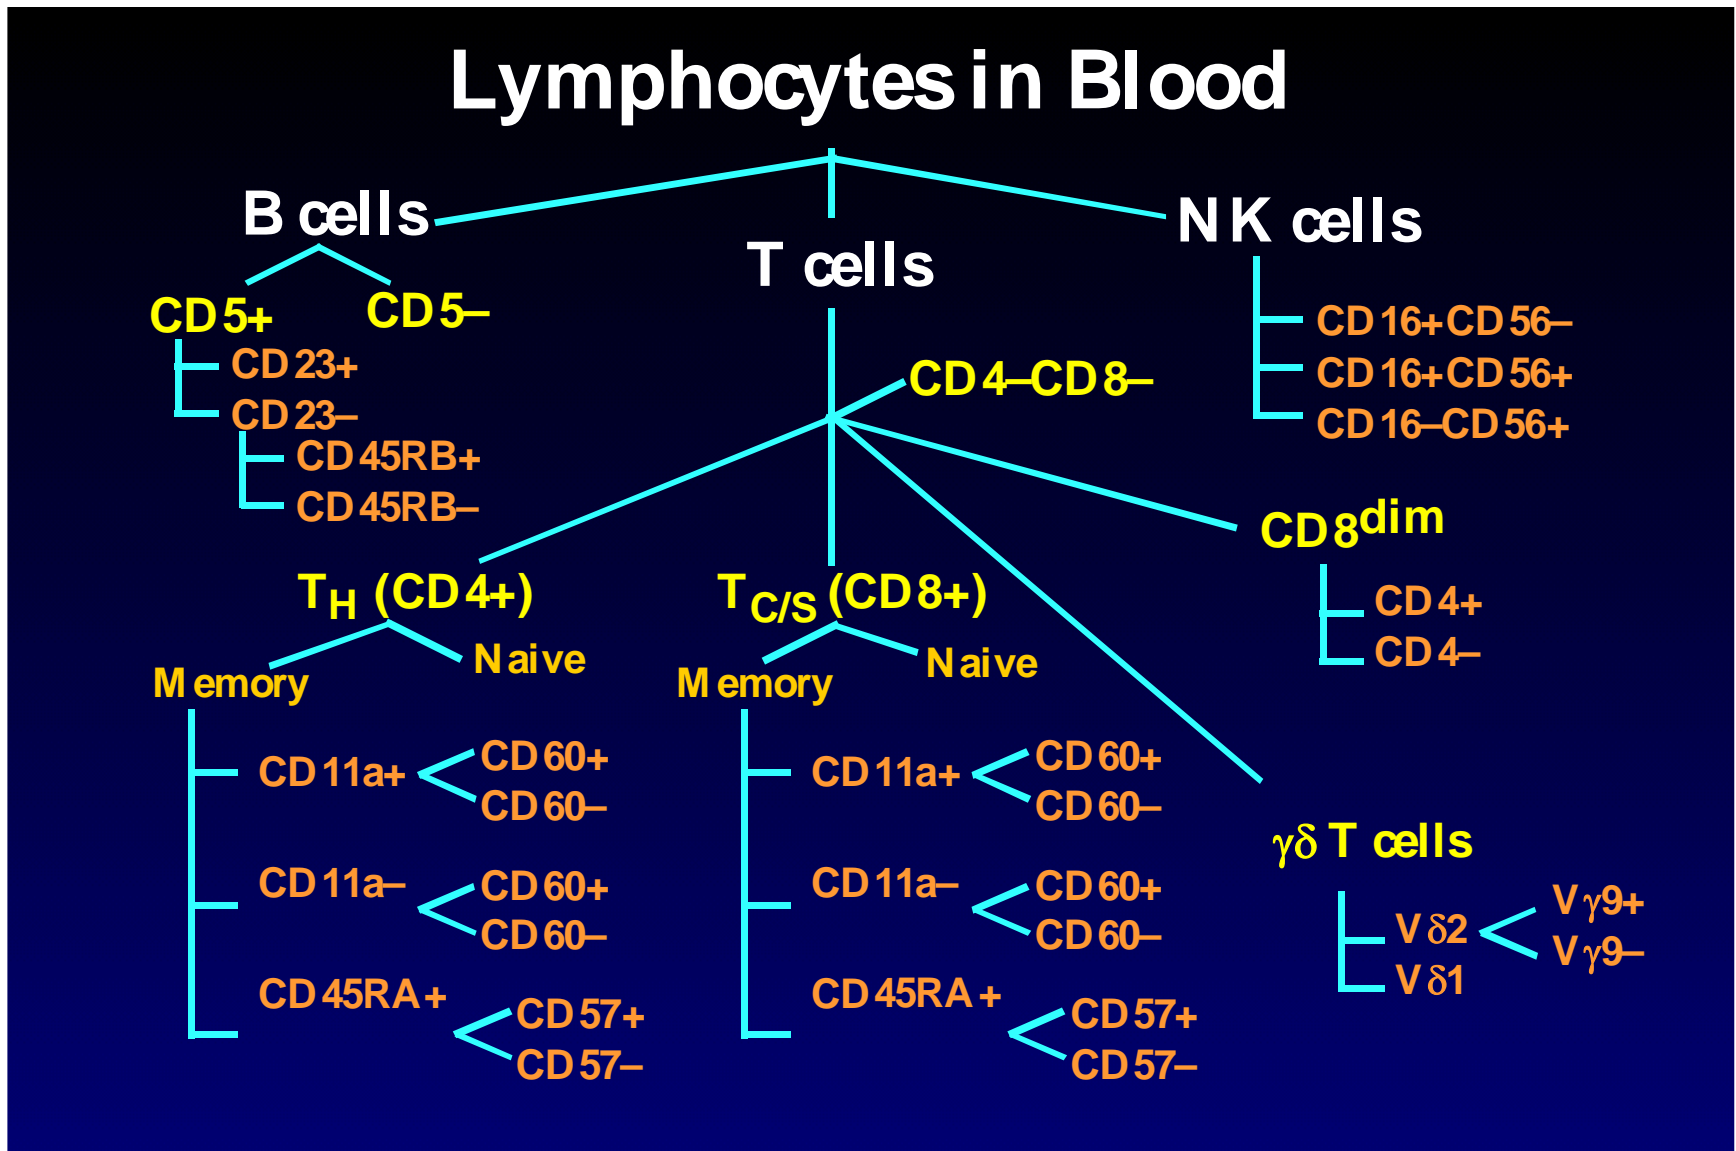 Lymphocytes in Blood
B cells
T cells
NK cells
CD5+
CD5–
CD23+
CD23–
CD45RB+
CD45RB–
CD4–CD8–
CD16+CD56–
CD16+CD56+
CD16–CD56+
CD8dim
CD4+
CD4–
TH (CD4+)
Memory
Naive
CD11a+
CD60+
CD60–
CD11a–
CD60+
CD60–
CD45RA+
CD57+
CD57–
TC/S (CD8+)
Memory
Naive
CD11a+
CD60+
CD60–
CD11a–
CD60+
CD60–
CD45RA+
CD57+
CD57–
γδ T cells
Vδ2
Vγ9+
Vγ9–
Vδ1